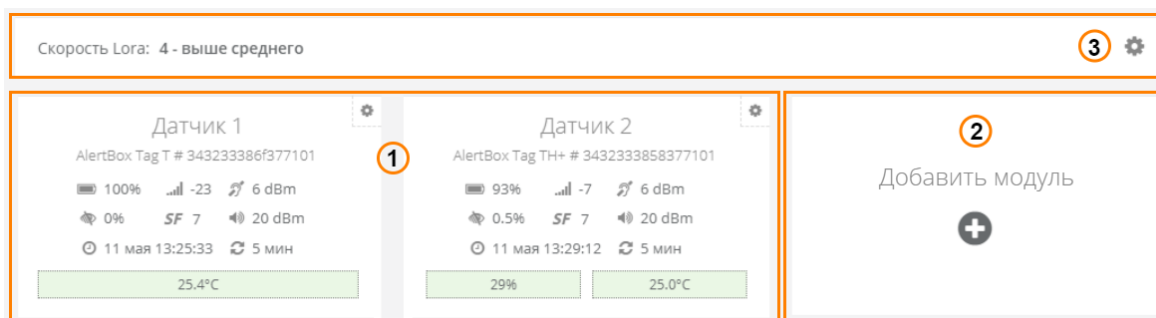 Скорость Lora: 4 - выше среднего
3
Датчик 1
AlertBox Tag T # 343233386f377101
100% -23 6 dBm
0% SF 7 20 dBm
11 мая 13:25:33 5 мин
25.4°C
1
Датчик 2
AlertBox Tag TH+ # 3432333858377101
93% -7 6 dBm
0.5% SF 7 20 dBm
11 мая 13:29:12 5 мин
29% 25.0°C
2
Добавить модуль